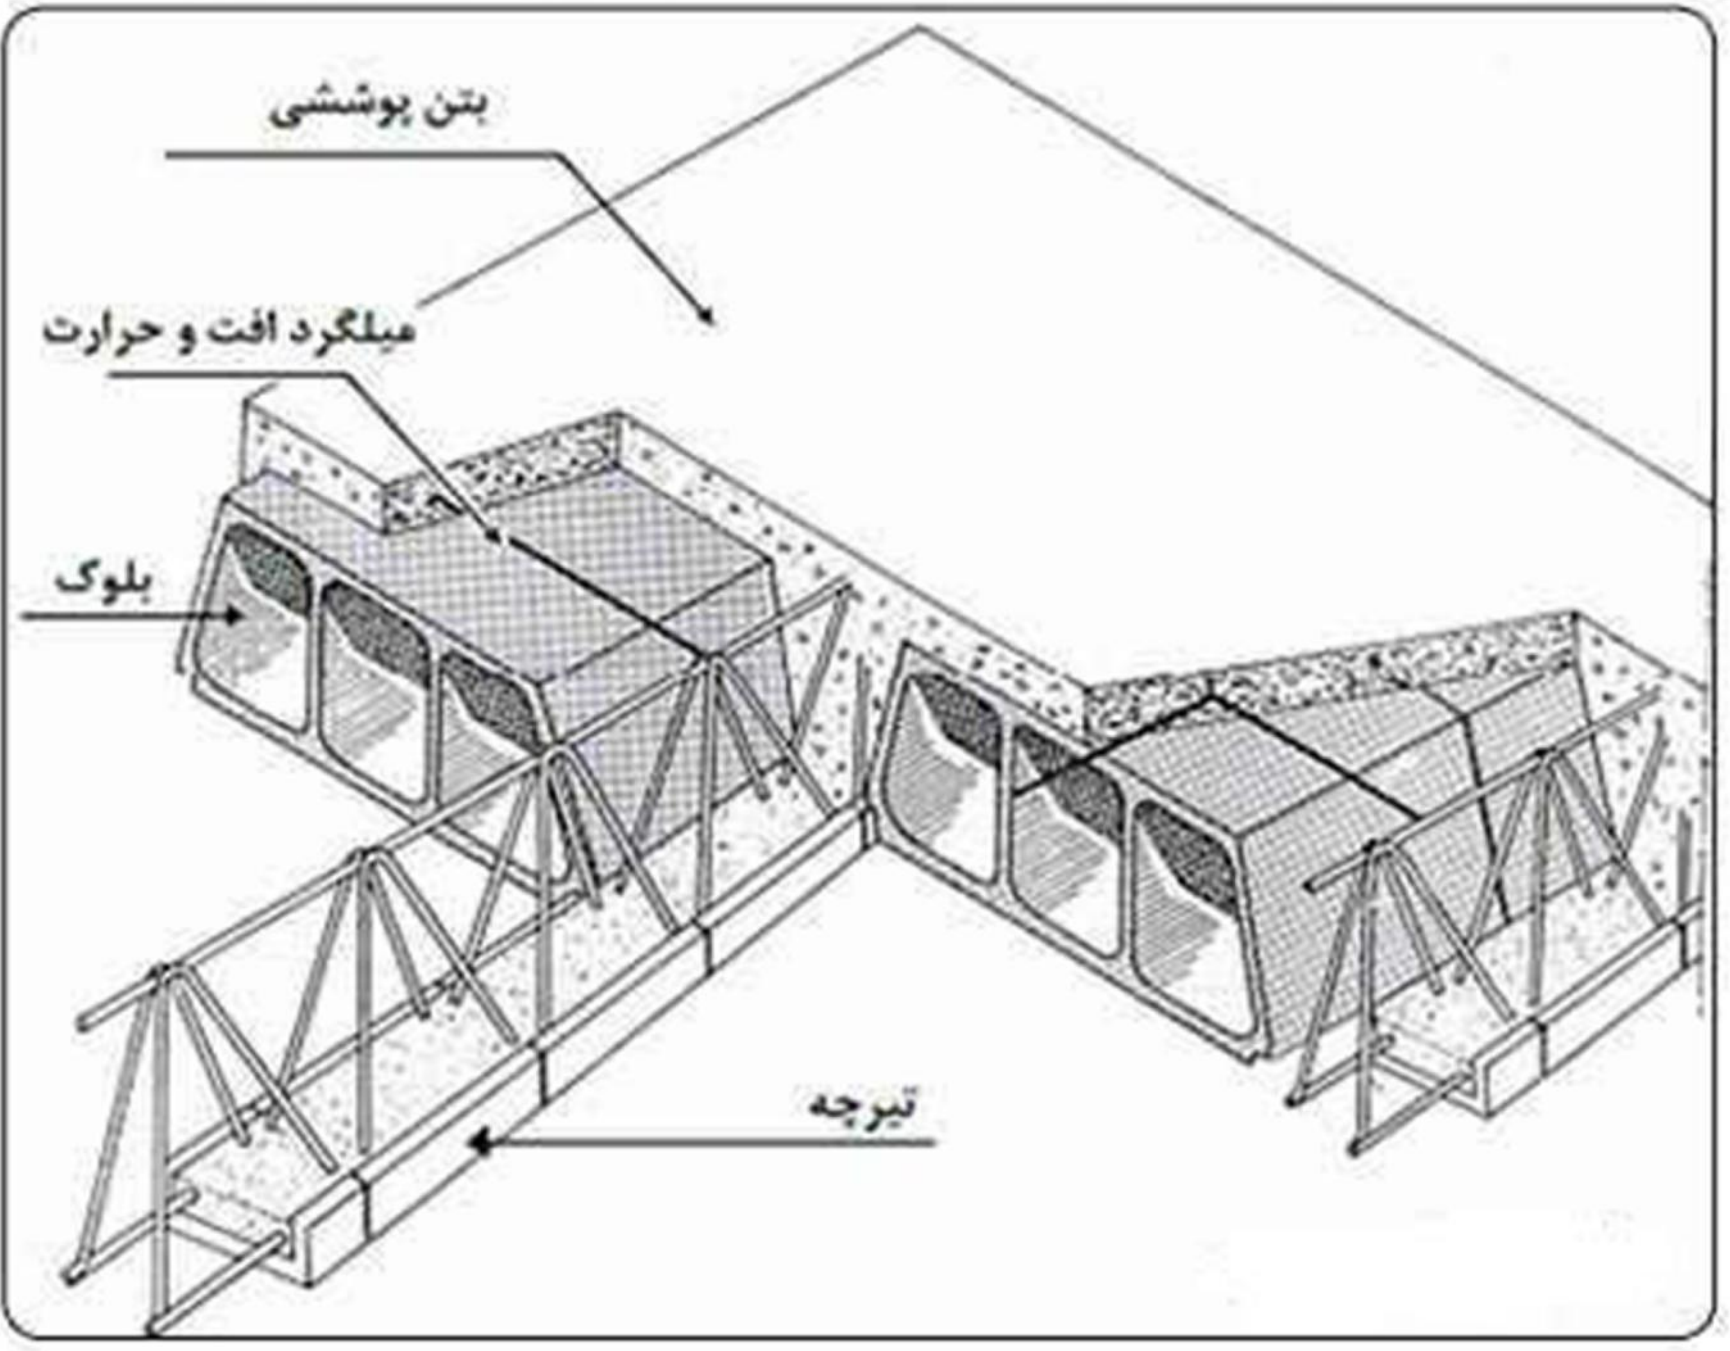 بتن پوششی
میلگرد افت و حرارت
بلوک
تیرچه